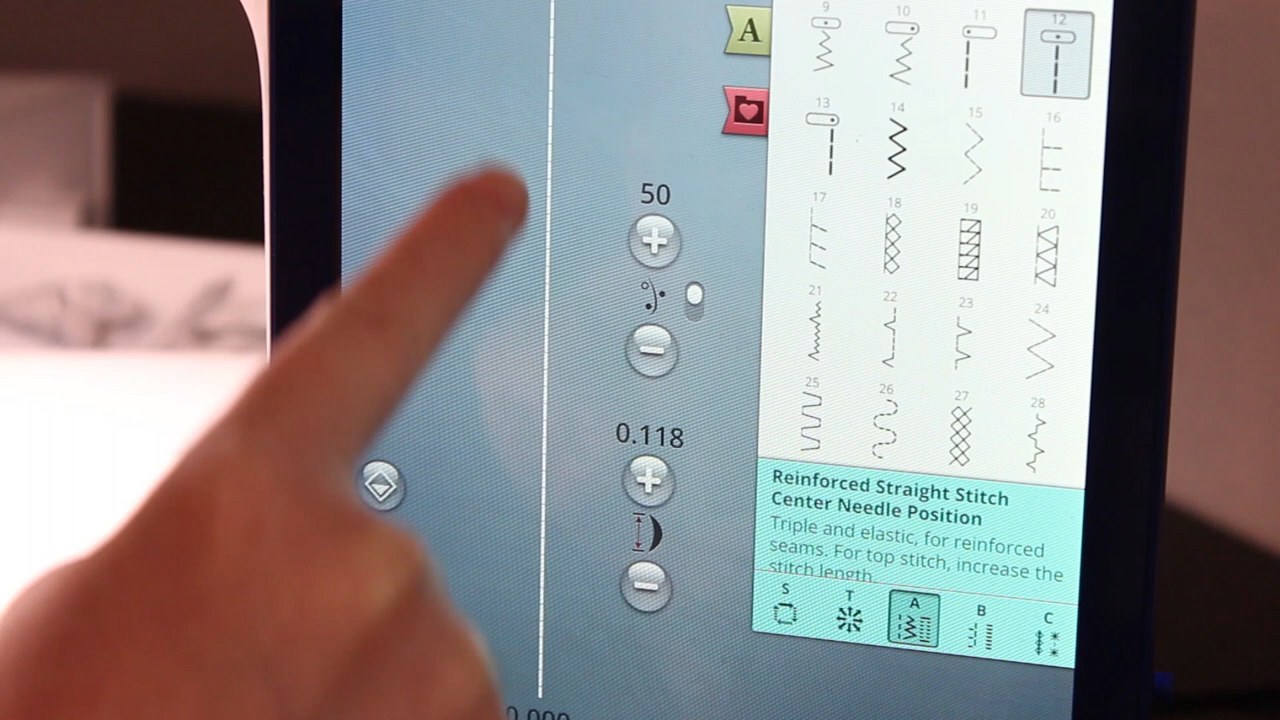 A
9 10 11 12
13 14 15 16
17 18 19 20
21 22 23 24
25 26 27 28
50
0.118
Reinforced Straight Stitch
Center Needle Position
Triple and elastic, for reinforced
seams. For top stitch, increase the
stitch length.
S T A B C
0.000